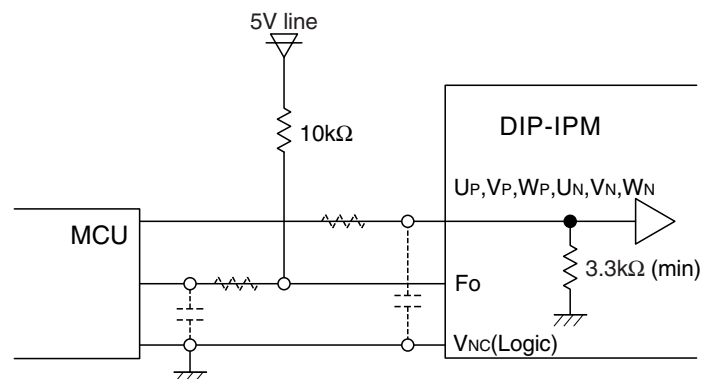 5V line
10kΩ
DIP-IPM
UP,VP,WP,UN,VN,WN
MCU
3.3kΩ (min)
Fo
VNC(Logic)